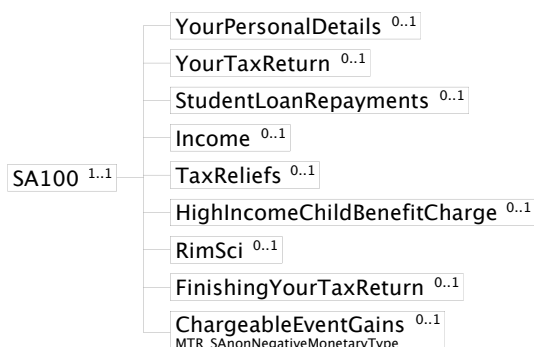 YourPersonalDetails 0..1
YourTaxReturn 0..1
StudentLoanRepayments 0..1
Income 0..1
SA100 1..1
TaxReliefs 0..1
HighIncomeChildBenefitCharge 0..1
RimSci 0..1
FinishingYourTaxReturn 0..1
ChargeableEventGains 0..1
MTR_SAnonNegativeMonetaryType